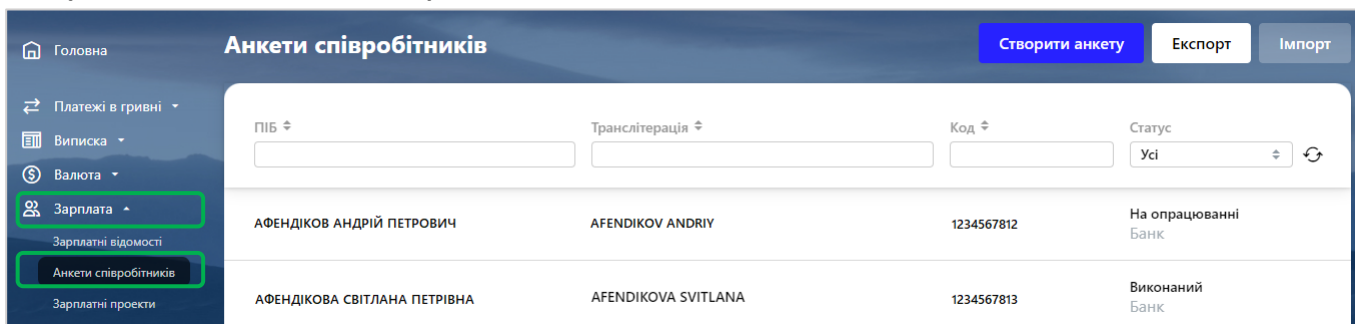 Головна
Платежі в гривні
Виписка
Валюта
Зарплата
Зарплатні відомості
Анкети співробітників
Зарплатні проекти
Анкети співробітників
Створити анкету Експорт Імпорт
ПІБ Транслітерація Код Статус
Усі
АФЕНДІКОВ АНДРІЙ ПЕТРОВИЧ AFENDIKOV ANDRIY 1234567812 На опрацюванні
Банк
АФЕНДІКОВА СВІТЛАНА ПЕТРІВНА AFENDIKOVA SVITLANA 1234567813 Виконаний
Банк